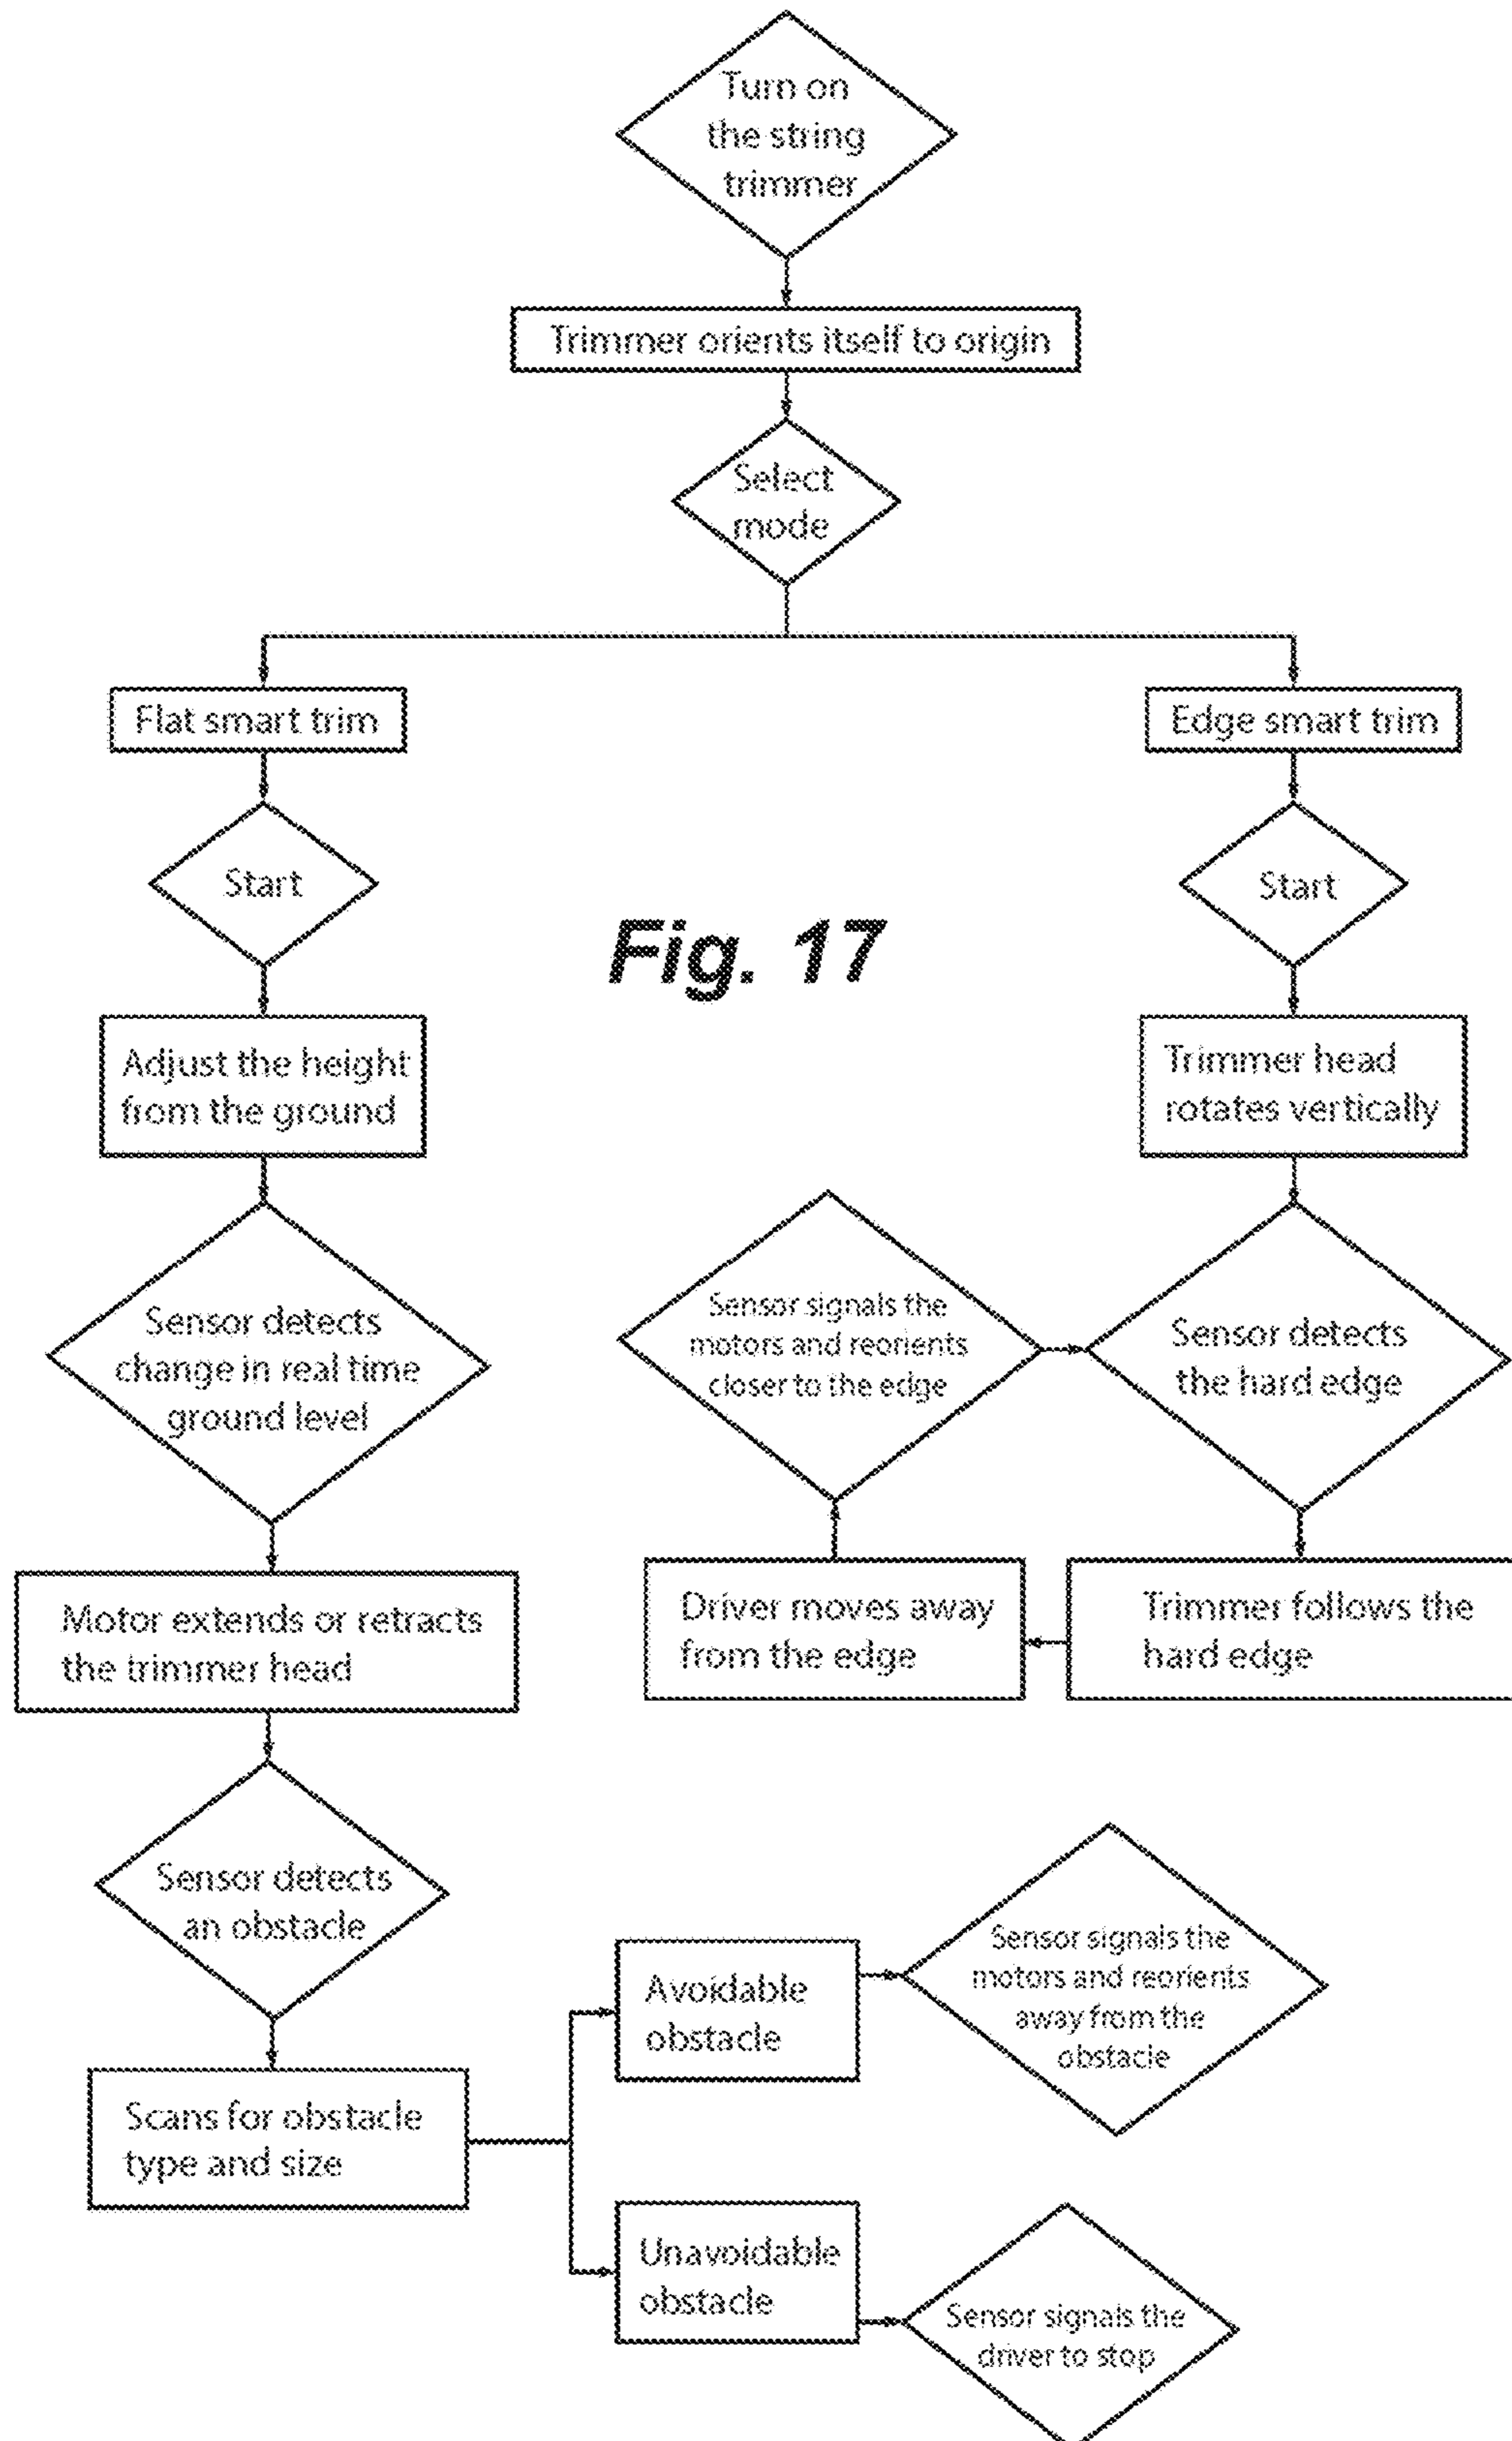 Turn on
the string
trimmer
Trimmer orients itself to origin
Select
mode
Flat smart trim
Edge smart trim
Start
Start
Fig. 17
Adjust the height
from the ground
Trimmer head
rotates vertically
Sensor detects
change in real time
ground level
Sensor signals the
motors and reorients
closer to the edge
Sensor detects
the hard edge
Motor extends or retracts
the trimmer head
Driver moves away
from the edge
Trimmer follows the
hard edge
Sensor detects
an obstacle
Avoidable
obstacle
Sensor signals the
motors and reorients
away from the
obstacle
Scans for obstacle
type and size
Unavoidable
obstacle
Sensor signals the
driver to stop